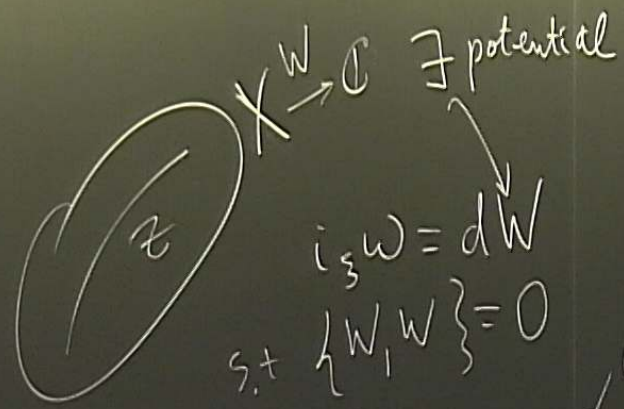 X W→ ℂ ∃ potential
z
i_ξ ω = dW
s.t {W, W} = 0